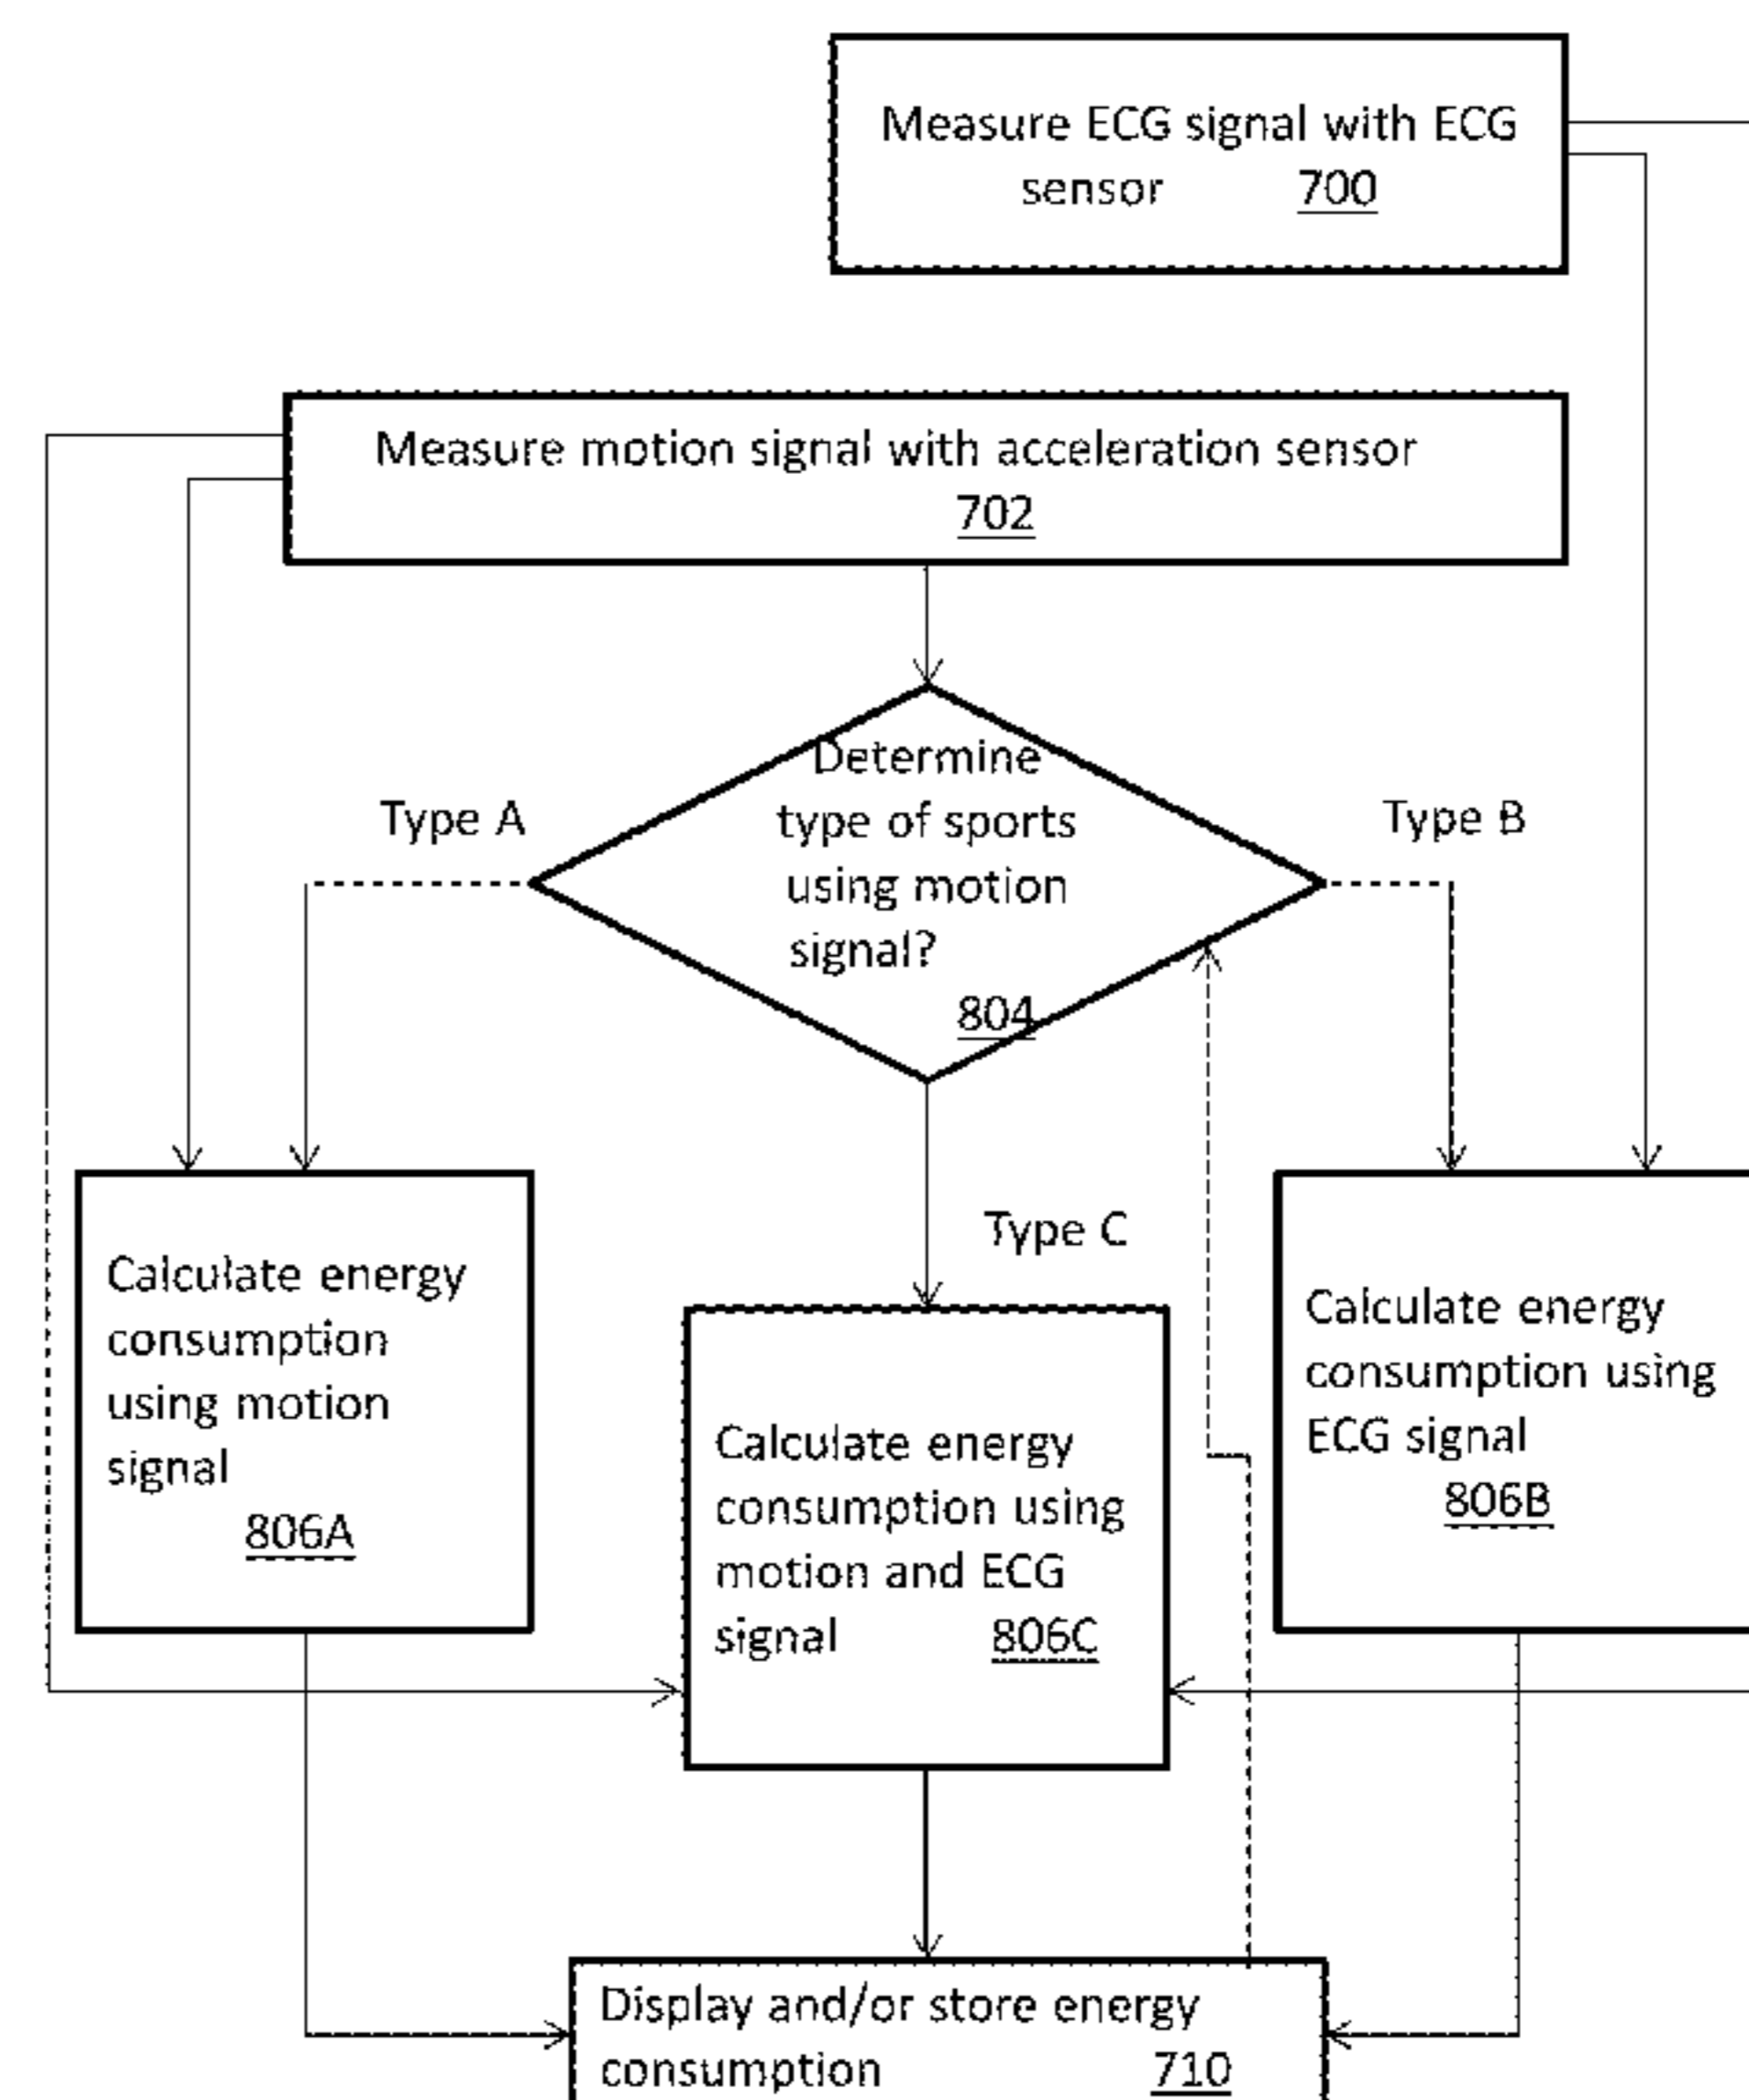 Measure ECG signal with ECG
sensor 700
Measure motion signal with acceleration sensor
702
Determine
type of sports
using motion
signal?
804
Type A
Type B
Type C
Calculate energy
consumption
using motion
signal
806A
Calculate energy
consumption using
motion and ECG
signal 806C
Calculate energy
consumption using
ECG signal
806B
Display and/or store energy
consumption 710